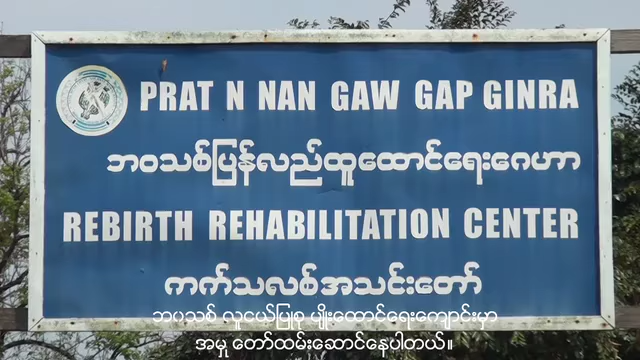 PRAT N NAN GAW GAP GINRA
ဘဝသစ်ပြန်လည်ထူထောင်ရေးဂေဟာ
REBIRTH REHABILITATION CENTER
ကက်သလစ်အသင်းတော်
ဘဝသစ် လူငယ်ပြုစု ပျိုးထောင်ရေးကျောင်းမှာ
အမှု တော်ထမ်းဆောင်နေပါတယ်။